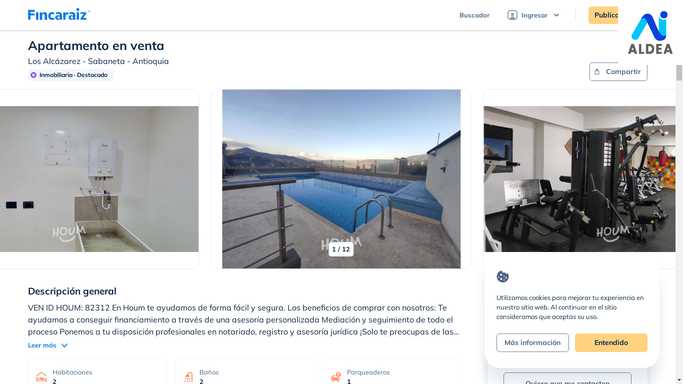 Fincaraiz
Buscador
Ingresar
Publica
ALDEA
Apartamento en venta
Los Alcázarez - Sabaneta - Antioquia
Inmobiliaria · Destacado
Compartir
HOUM
HOUM
HOUM
1 / 12
Descripción general
VEN ID HOUM: 82312 En Houm te ayudamos de forma fácil y segura. Los beneficios de comprar con nosotros: Te
ayudamos a conseguir financiamiento a través de una asesoría personalizada Mediación y seguimiento de todo el
proceso Ponemos a tu disposición profesionales en notariado, registro y asesoría jurídica ¡Solo te preocupas de las...
Leer más
Habitaciones
2
Baños
2
Parqueaderos
1
Utilizamos cookies para mejorar tu experiencia en
nuestro sitio web. Al continuar en el sitio
consideramos que aceptas su uso.
Más información
Entendido
Quiero que me contacten